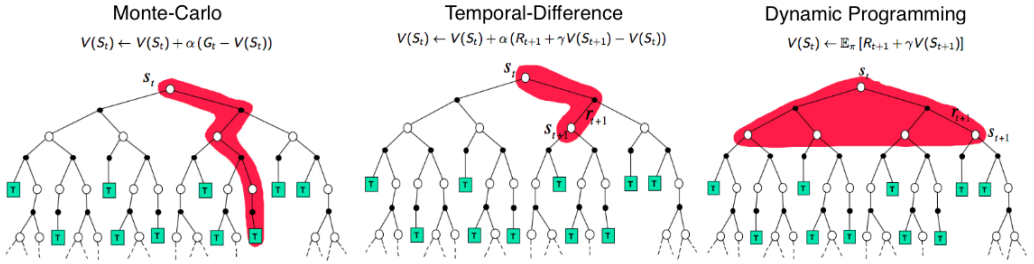 Monte-Carlo
V(S_t) ← V(S_t) + α (G_t − V(S_t))
s_t
T T T T T
T T T T T
Temporal-Difference
V(S_t) ← V(S_t) + α (R_{t+1} + γV(S_{t+1}) − V(S_t))
s_t
r_{t+1}
s_{t+1}
T T T T T
T T T T T
Dynamic Programming
V(S_t) ← 𝔼_π [R_{t+1} + γV(S_{t+1})]
s_t
r_{t+1}
s_{t+1}
T T T T T
T T T T